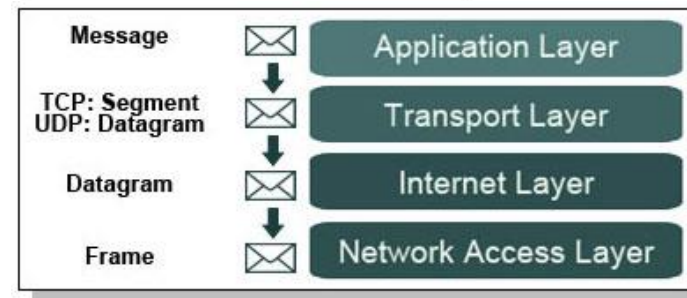 Message
Application Layer
TCP: Segment
UDP: Datagram
Transport Layer
Datagram
Internet Layer
Frame
Network Access Layer